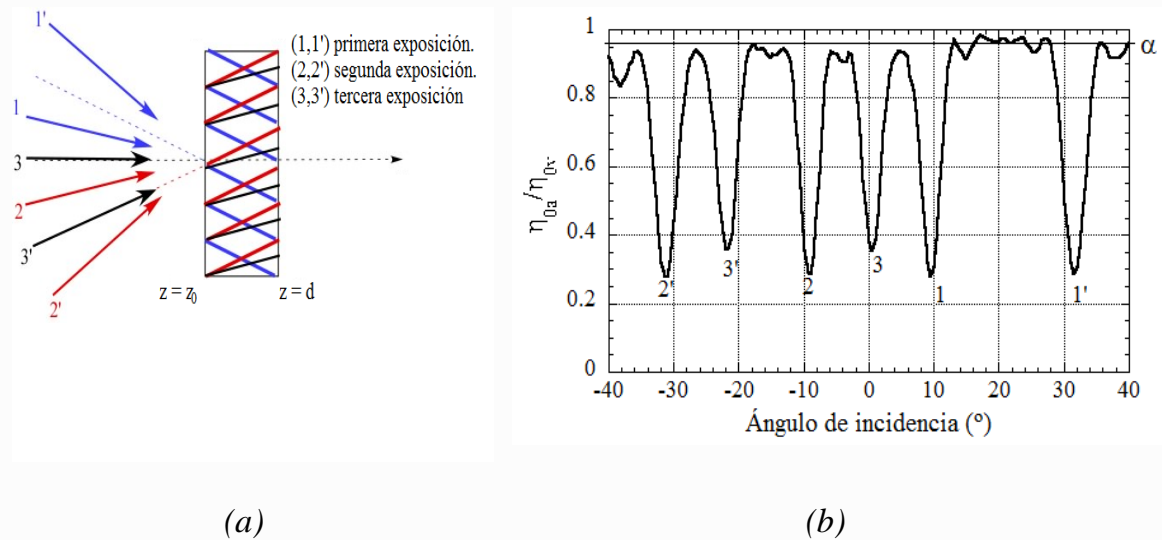 1'
(1,1') primera exposición.
(2,2') segunda exposición.
(3,3') tercera exposición
1
3
2
3'
2'
z = z₀
z = d
(a)
1
0.8
0.6
0.4
0.2
0
η₀ₐ/η₀ₓ
α
2'
3'
2
3
1
1'
-40 -30 -20 -10 0 10 20 30 40
Ángulo de incidencia (º)
(b)